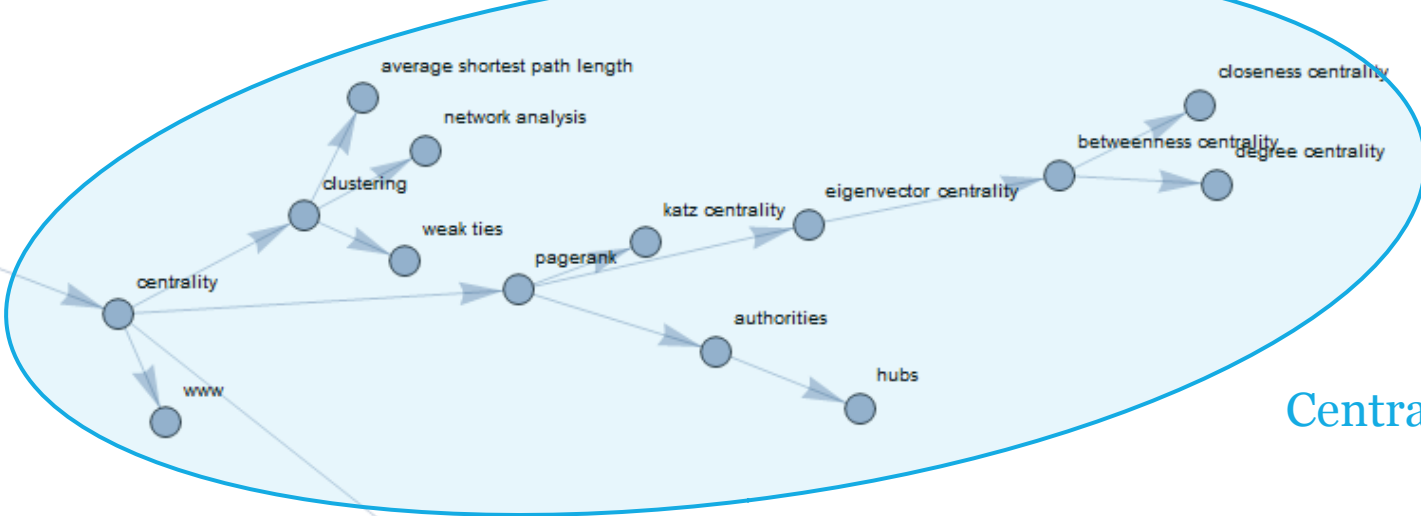 average shortest path length
closeness centrality
network analysis
betweenness centrality
degree centrality
clustering
eigenvector centrality
katz centrality
weak ties
pagerank
centrality
authorities
hubs
www
Centra